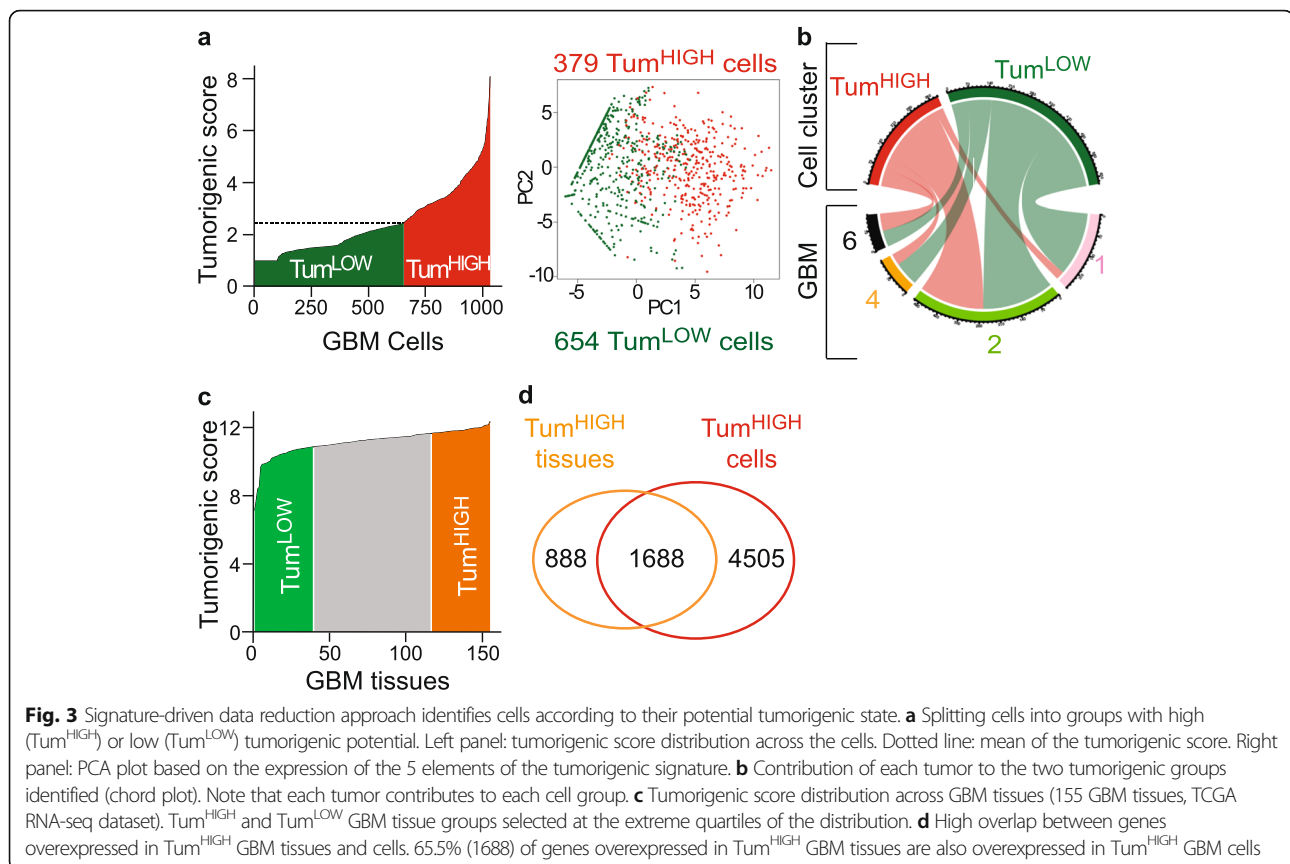 a
8
6
4
2
0
Tumorigenic score
Tum^LOW
Tum^HIGH
0 250 500 750 1000
GBM Cells
379 Tum^HIGH cells
5
0
-5
-10
PC2
-5 0 5 10
PC1
654 Tum^LOW cells
b
Cell cluster
GBM
Tum^HIGH
Tum^LOW
6
4
2
1
c
12
8
4
0
Tumorigenic score
Tum^LOW
Tum^HIGH
0 50 100 150
GBM tissues
d
Tum^HIGH
tissues
Tum^HIGH
cells
888 1688 4505
Fig. 3 Signature-driven data reduction approach identifies cells according to their potential tumorigenic state. a Splitting cells into groups with high
(Tum^HIGH) or low (Tum^LOW) tumorigenic potential. Left panel: tumorigenic score distribution across the cells. Dotted line: mean of the tumorigenic score. Right
panel: PCA plot based on the expression of the 5 elements of the tumorigenic signature. b Contribution of each tumor to the two tumorigenic groups
identified (chord plot). Note that each tumor contributes to each cell group. c Tumorigenic score distribution across GBM tissues (155 GBM tissues, TCGA
RNA-seq dataset). Tum^HIGH and Tum^LOW GBM tissue groups selected at the extreme quartiles of the distribution. d High overlap between genes
overexpressed in Tum^HIGH GBM tissues and cells. 65.5% (1688) of genes overexpressed in Tum^HIGH GBM tissues are also overexpressed in Tum^HIGH GBM cells